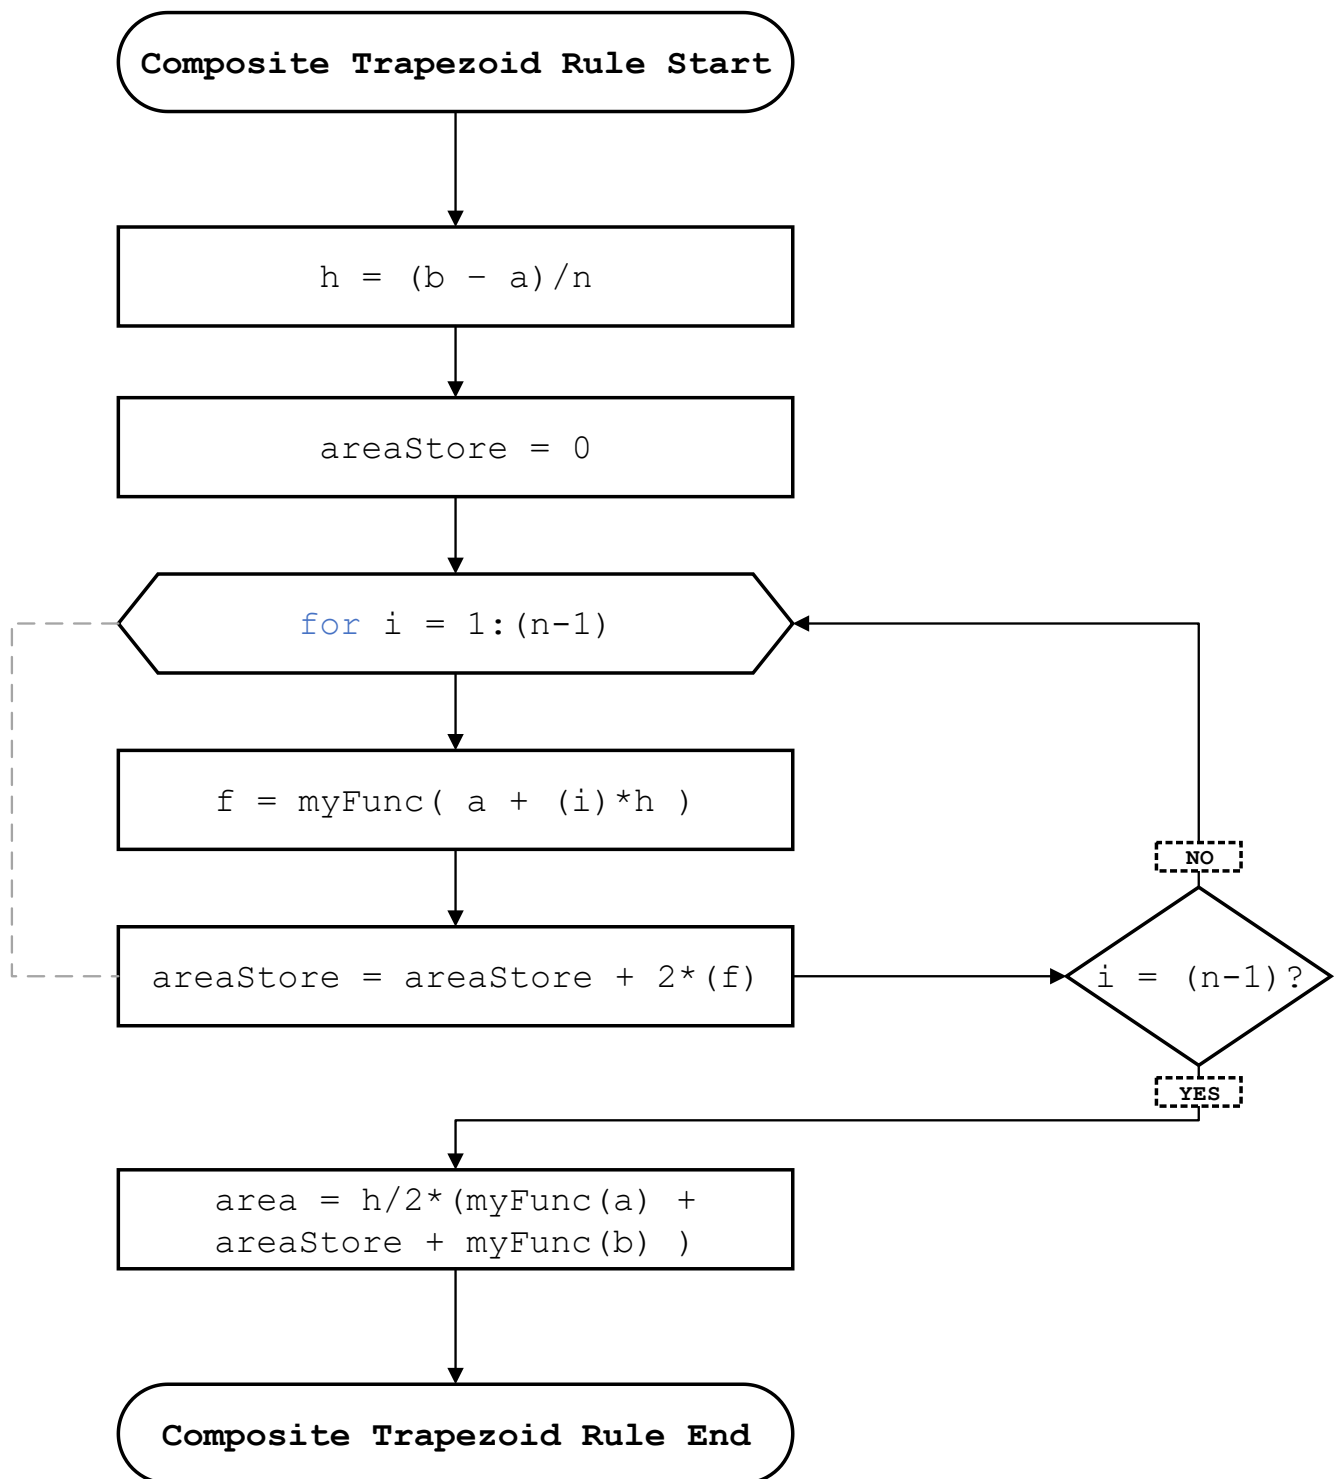 Composite Trapezoid Rule Start
h = (b – a)/n
areaStore = 0
for i = 1:(n-1)
f = myFunc( a + (i)*h )
NO
areaStore = areaStore + 2*(f)
i = (n-1)?
YES
area = h/2*(myFunc(a) +
areaStore + myFunc(b) )
Composite Trapezoid Rule End